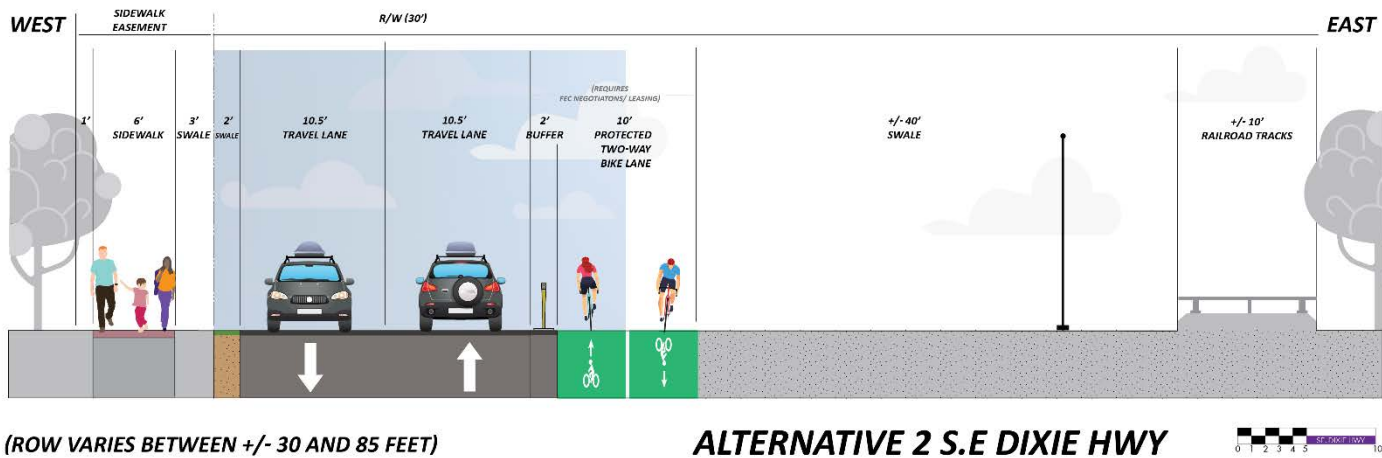 WEST
SIDEWALK
EASEMENT
R/W (30')
EAST
(REQUIRES
FEC NEGOTIATONS/ LEASING)
1'
6'
SIDEWALK
3'
SWALE
2'
SWALE
10.5'
TRAVEL LANE
10.5'
TRAVEL LANE
2'
BUFFER
10'
PROTECTED
TWO-WAY
BIKE LANE
+/- 40'
SWALE
+/- 10'
RAILROAD TRACKS
(ROW VARIES BETWEEN +/- 30 AND 85 FEET)
ALTERNATIVE 2 S.E DIXIE HWY
S.E. DIXIE HWY
0 1 2 3 4 5 10